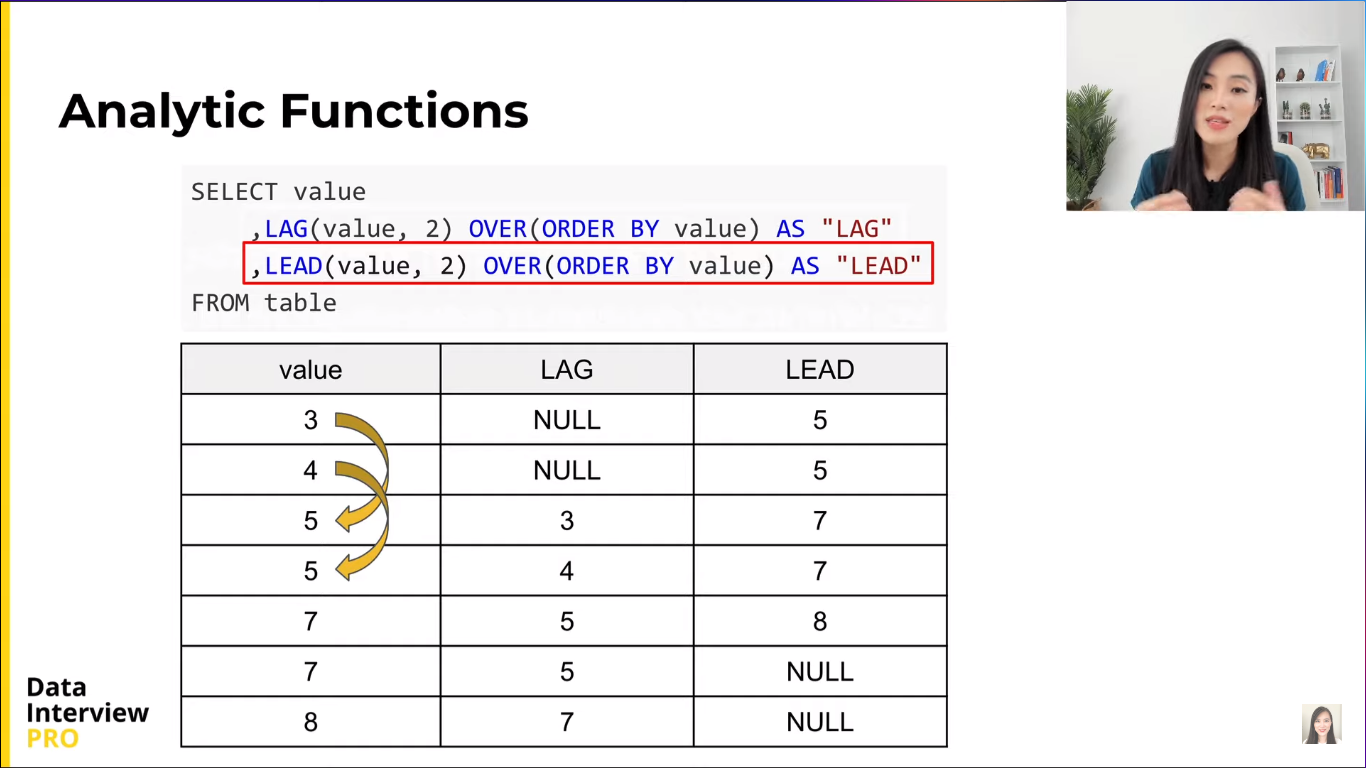 Analytic Functions
SELECT value
,LAG(value, 2) OVER(ORDER BY value) AS "LAG"
,LEAD(value, 2) OVER(ORDER BY value) AS "LEAD"
FROM table
value LAG LEAD
3 NULL 5
4 NULL 5
5 3 7
5 4 7
7 5 8
7 5 NULL
8 7 NULL
Data
Interview
PRO